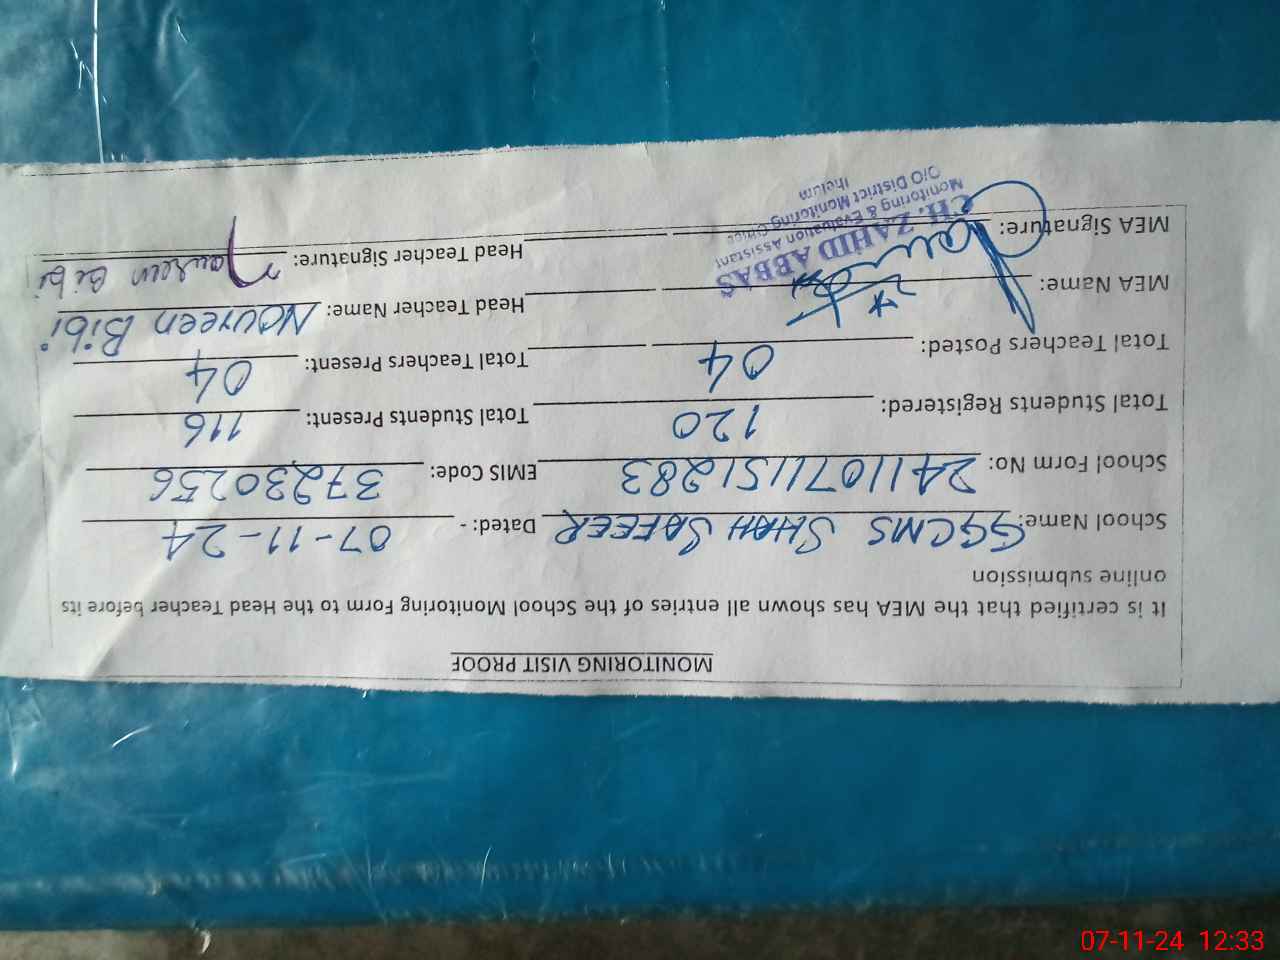 MONITORING VISIT PROOF
It is certified that the MEA has shown all entries of the School Monitoring Form to the Head Teacher before its
online submission
School Name: GGCMS SHAH SAFEER Dated: - 07-11-24
School Form No: 2411071151283 EMIS Code: 37230256
Total Students Registered: 120 Total Students Present: 116
Total Teachers Posted: 04 Total Teachers Present: 04
MEA Name: Head Teacher Name: Noureen Bibi
MEA Signature: Head Teacher Signature: Noureen Bibi
CH. ZAHID ABBAS
Monitoring & Evaluation Assistant
O/O District Monitoring Office
Jhelum
07-11-24 12:33